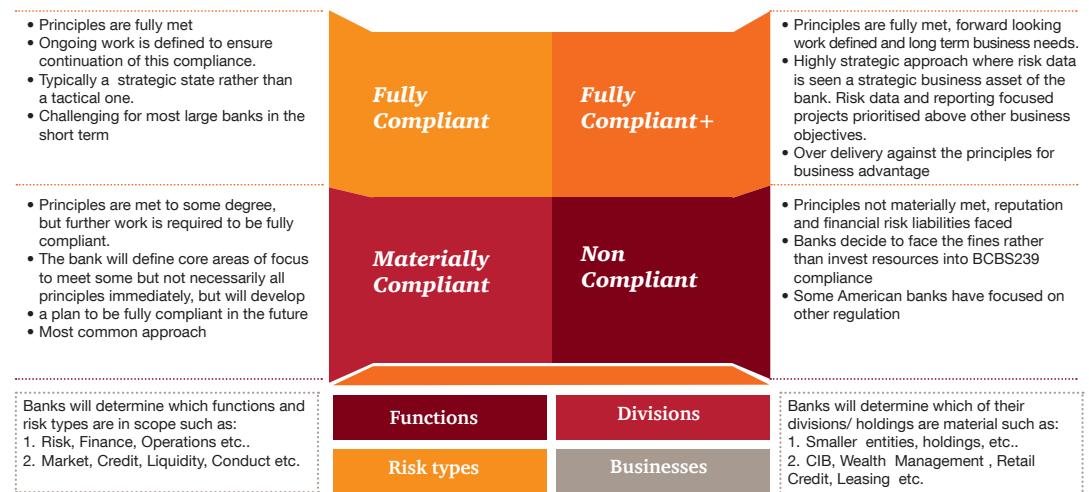 • Principles are fully met
• Ongoing work is defined to ensure
continuation of this compliance.
• Typically a strategic state rather than
a tactical one.
• Challenging for most large banks in the
short term
Fully
Compliant
Fully
Compliant+
• Principles are fully met, forward looking
work defined and long term business needs.
• Highly strategic approach where risk data
is seen a strategic business asset of the
bank. Risk data and reporting focused
projects prioritised above other business
objectives.
• Over delivery against the principles for
business advantage
• Principles are met to some degree,
but further work is required to be fully
compliant.
• The bank will define core areas of focus
to meet some but not necessarily all
principles immediately, but will develop
• a plan to be fully compliant in the future
• Most common approach
Materially
Compliant
Non
Compliant
• Principles not materially met, reputation
and financial risk liabilities faced
• Banks decide to face the fines rather
than invest resources into BCBS239
compliance
• Some American banks have focused on
other regulation
Banks will determine which functions and
risk types are in scope such as:
1. Risk, Finance, Operations etc..
2. Market, Credit, Liquidity, Conduct etc.
Functions
Divisions
Risk types
Businesses
Banks will determine which of their
divisions/ holdings are material such as:
1. Smaller entities, holdings, etc..
2. CIB, Wealth Management , Retail
Credit, Leasing etc.